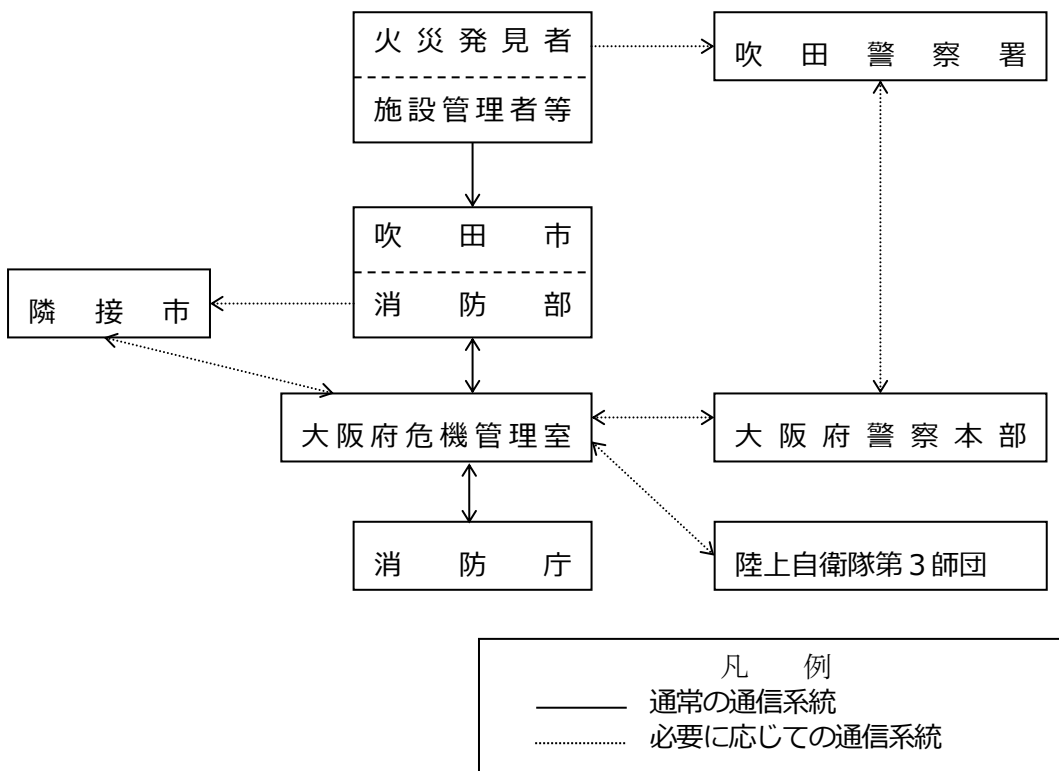 火災発見者
施設管理者等
吹田警察署
吹田市
消防部
隣接市
大阪府危機管理室
大阪府警察本部
消防庁
陸上自衛隊第3師団
凡例
通常の通信系統
必要に応じての通信系統